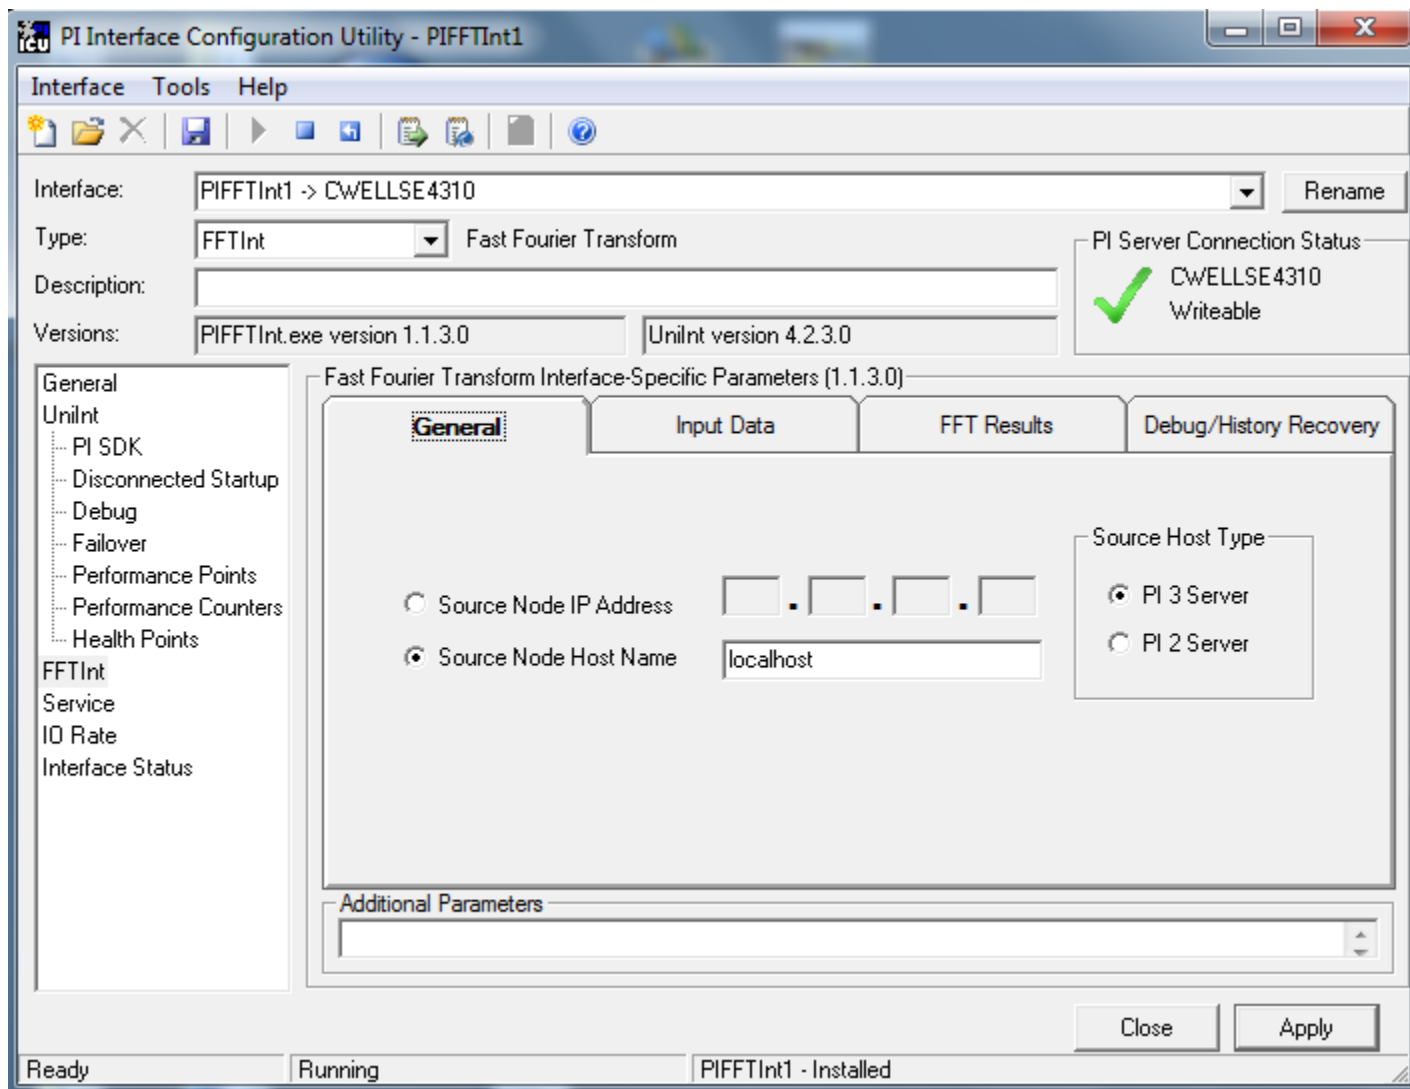 PI Interface Configuration Utility - PIFFTInt1
Interface Tools Help
Interface: PIFFTInt1 -> CWELLSE4310 Rename
Type: FFTInt Fast Fourier Transform
PI Server Connection Status
CWELLSE4310
Writeable
Description:
Versions: PIFFTInt.exe version 1.1.3.0 UniInt version 4.2.3.0
General
UniInt
PI SDK
Disconnected Startup
Debug
Failover
Performance Points
Performance Counters
Health Points
FFTInt
Service
IO Rate
Interface Status
Fast Fourier Transform Interface-Specific Parameters (1.1.3.0)
General Input Data FFT Results Debug/History Recovery
Source Node IP Address . . .
Source Node Host Name localhost
Source Host Type
PI 3 Server
PI 2 Server
Additional Parameters
Close Apply
Ready Running PIFFTInt1 - Installed